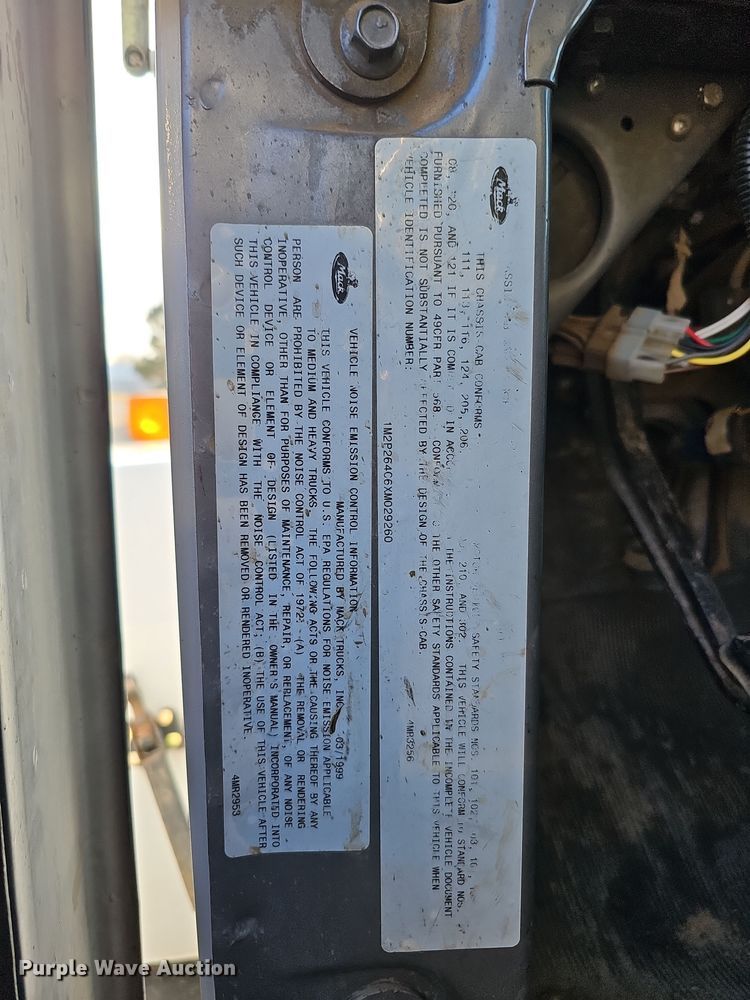 Mack
THIS CHASSIS-CAB CONFORMS SAFETY STANDARDS NOS 101, 102,
111, 113, 116, 124, 205, 206 210 AND 302. THIS VEHICLE WILL CONFORM TO STANDARD NOS.
AND 121 IF IT IS THE INSTRUCTIONS CONTAINED IN THE INCOMPLETE VEHICLE DOCUMENT
FURNISHED PURSUANT TO 49CFR PART 568. THE OTHER SAFETY STANDARDS APPLICABLE TO THIS VEHICLE WHEN
COMPLETED IS NOT SUBSTANTIALLY AFFECTED BY THE DESIGN OF THE CHASSIS-CAB.
VEHICLE IDENTIFICATION NUMBER: 1M2P264C6XM029260
4MR3256
Mack
VEHICLE NOISE EMISSION CONTROL INFORMATION
MANUFACTURED BY MACK TRUCKS, INC. 03/1999
THIS VEHICLE CONFORMS TO U.S. EPA REGULATIONS FOR NOISE EMISSION APPLICABLE
TO MEDIUM AND HEAVY TRUCKS. THE FOLLOWING ACTS OR THE CAUSING THEREOF BY ANY
PERSON ARE PROHIBITED BY THE NOISE CONTROL ACT OF 1972: (A) THE REMOVAL OR RENDERING
INOPERATIVE, OTHER THAN FOR PURPOSES OF MAINTENANCE, REPAIR, OR REPLACEMENT, OF ANY NOISE
CONTROL DEVICE OR ELEMENT OF DESIGN (LISTED IN THE OWNER'S MANUAL) INCORPORATED INTO
THIS VEHICLE IN COMPLIANCE WITH THE NOISE CONTROL ACT; (B) THE USE OF THIS VEHICLE AFTER
SUCH DEVICE OR ELEMENT OF DESIGN HAS BEEN REMOVED OR RENDERED INOPERATIVE.
4MR2953
Purple Wave Auction